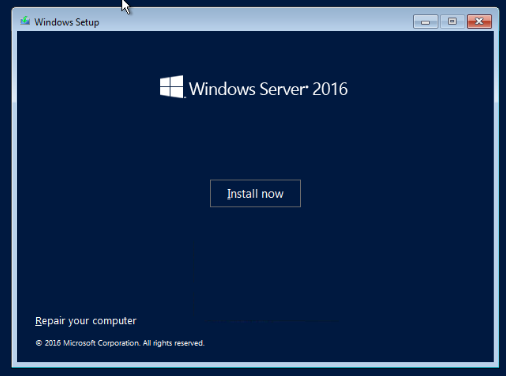 Windows Setup
Windows Server® 2016
Install now
Repair your computer
© 2016 Microsoft Corporation. All rights reserved.